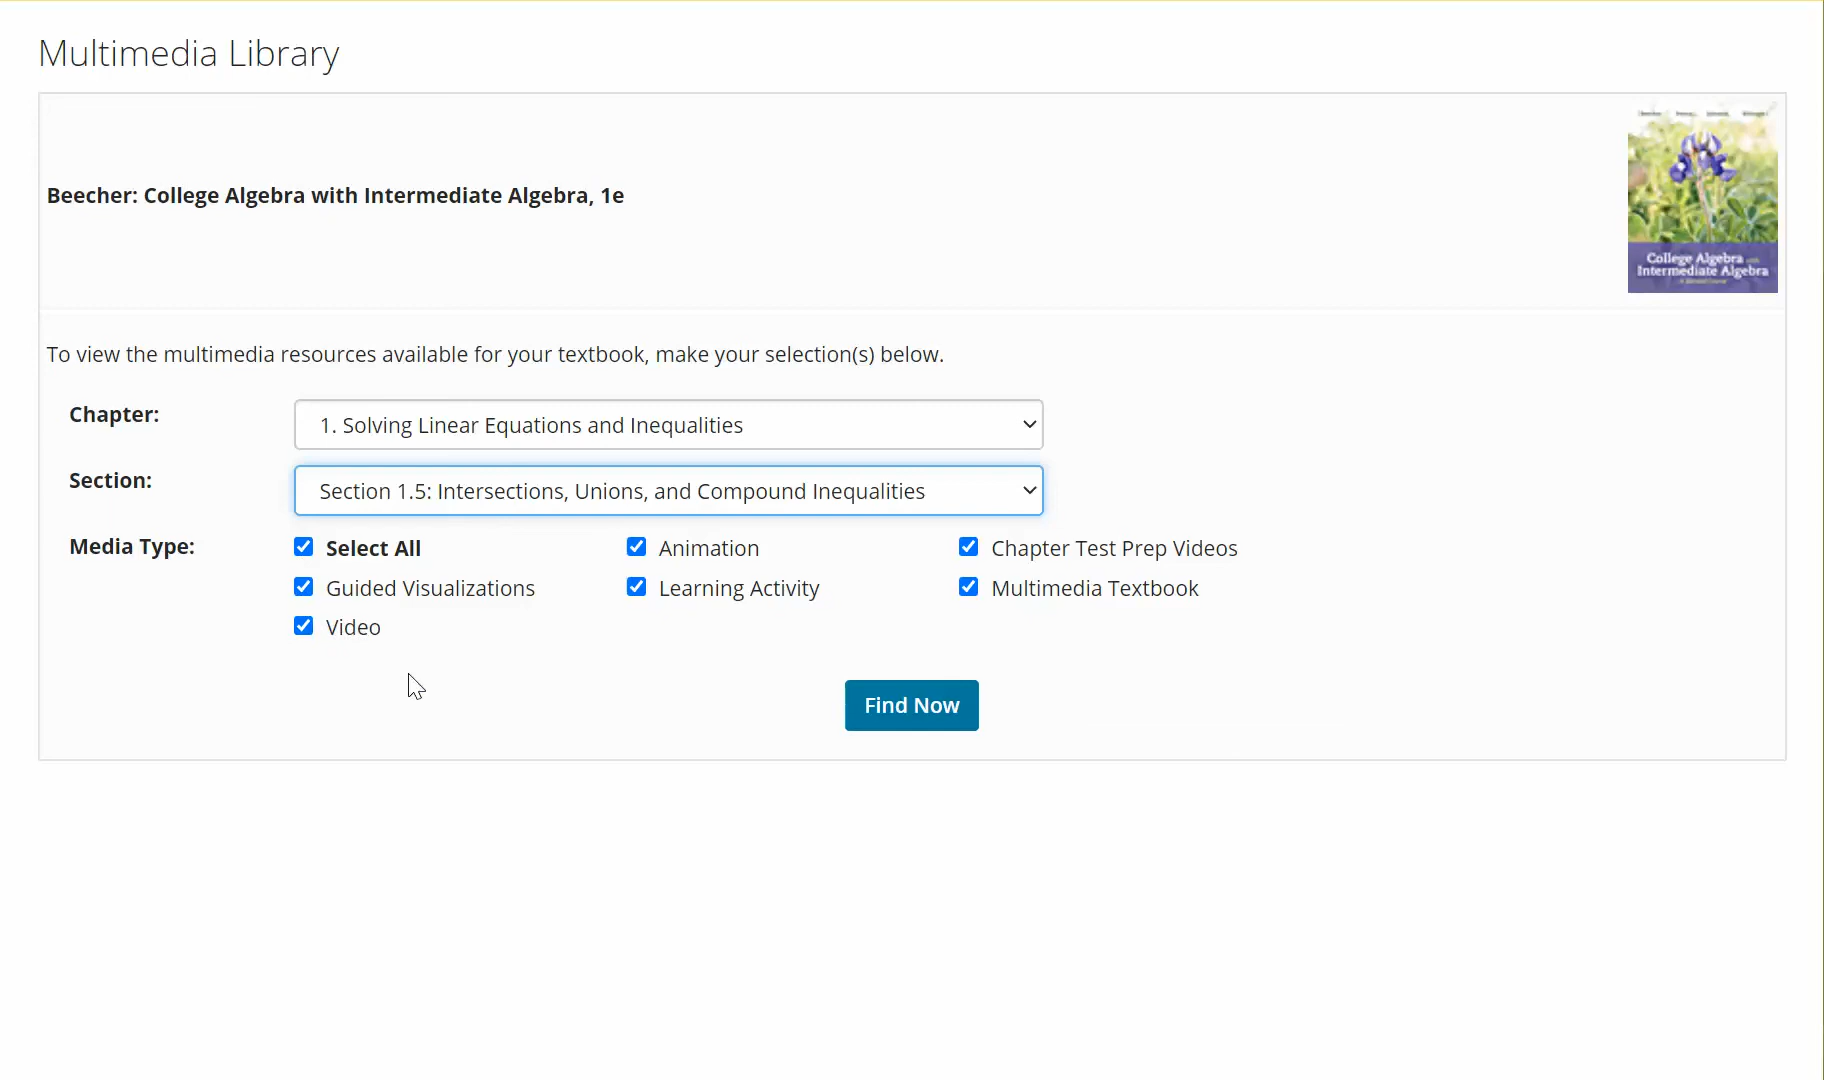 Multimedia Library
Beecher: College Algebra with Intermediate Algebra, 1e
College Algebra with
Intermediate Algebra
To view the multimedia resources available for your textbook, make your selection(s) below.
Chapter:
1. Solving Linear Equations and Inequalities
Section:
Section 1.5: Intersections, Unions, and Compound Inequalities
Media Type:
Select All
Animation
Chapter Test Prep Videos
Guided Visualizations
Learning Activity
Multimedia Textbook
Video
Find Now